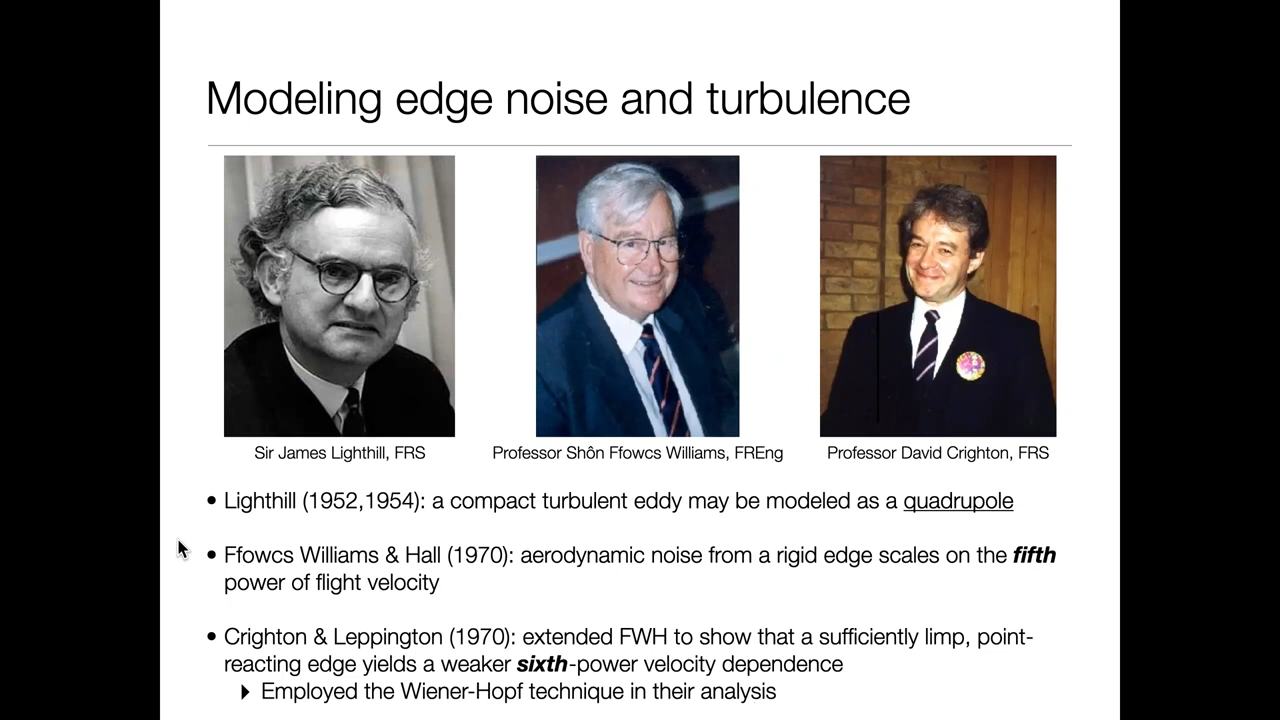 Modeling edge noise and turbulence
Sir James Lighthill, FRS
Professor Shôn Ffowcs Williams, FREng
Professor David Crighton, FRS
• Lighthill (1952,1954): a compact turbulent eddy may be modeled as a quadrupole
• Ffowcs Williams & Hall (1970): aerodynamic noise from a rigid edge scales on the fifth
power of flight velocity
• Crighton & Leppington (1970): extended FWH to show that a sufficiently limp, point-
reacting edge yields a weaker sixth-power velocity dependence
‣ Employed the Wiener-Hopf technique in their analysis